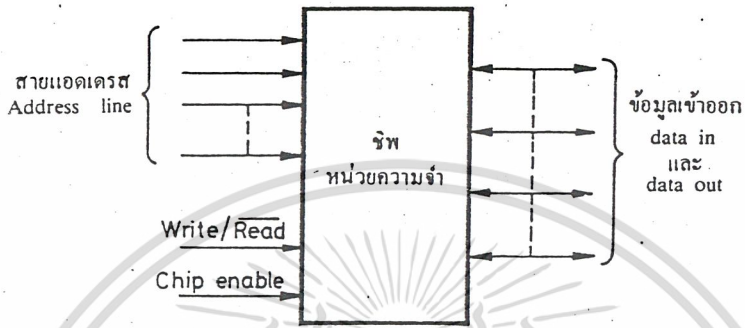 สายแอดเดรส
Address line
ชิพ
หน่วยความจำ
Write/R̅e̅a̅d̅
Chip enable
ข้อมูลเข้าออก
data in
และ
data out